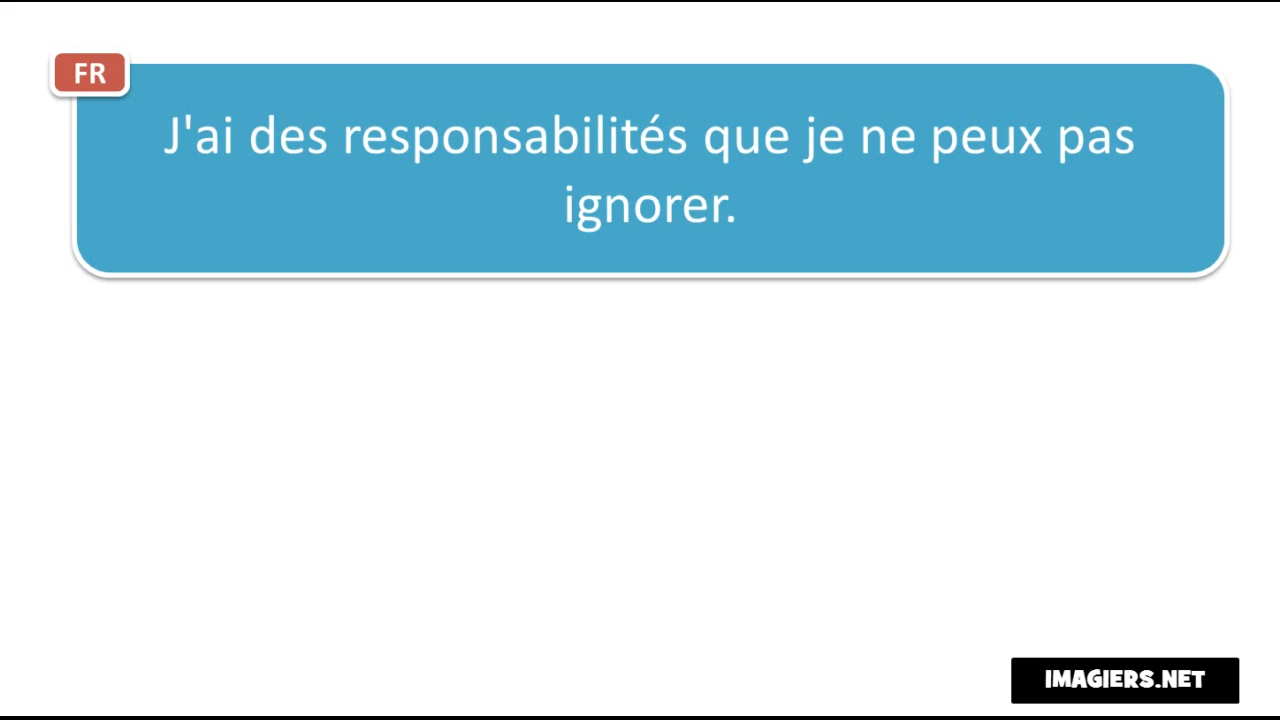 FR
J'ai des responsabilités que je ne peux pas
ignorer.
IMAGIERS.NET